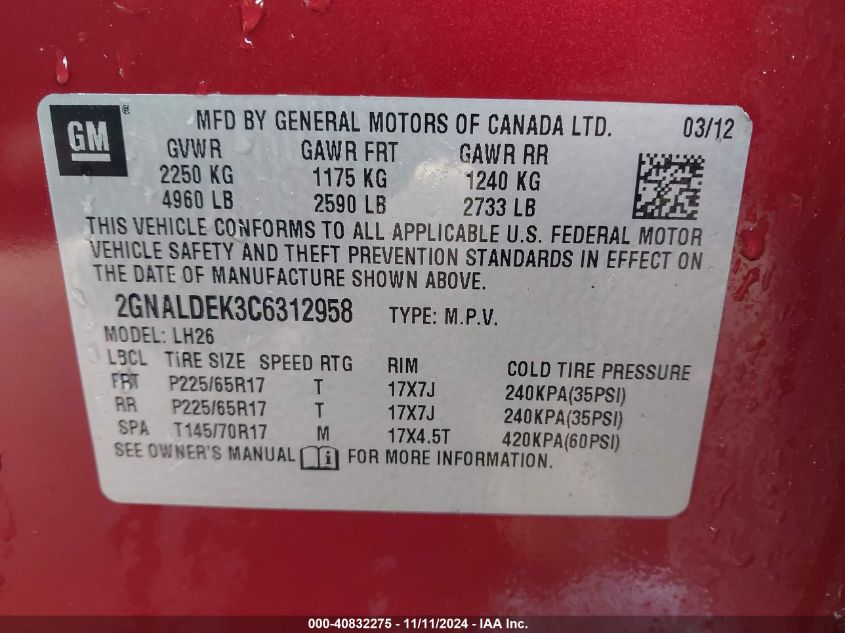 GM ®
MFD BY GENERAL MOTORS OF CANADA LTD. 03/12
GVWR GAWR FRT GAWR RR
2250 KG 1175 KG 1240 KG
4960 LB 2590 LB 2733 LB
THIS VEHICLE CONFORMS TO ALL APPLICABLE U.S. FEDERAL MOTOR
VEHICLE SAFETY AND THEFT PREVENTION STANDARDS IN EFFECT ON
THE DATE OF MANUFACTURE SHOWN ABOVE.
2GNALDEK3C6312958 TYPE: M.P.V.
MODEL: LH26
LBCL TIRE SIZE SPEED RTG RIM COLD TIRE PRESSURE
FRT P225/65R17 T 17X7J 240KPA(35PSI)
RR P225/65R17 T 17X7J 240KPA(35PSI)
SPA T145/70R17 M 17X4.5T 420KPA(60PSI)
SEE OWNER'S MANUAL i FOR MORE INFORMATION.
000-40832275 - 11/11/2024 - IAA Inc.